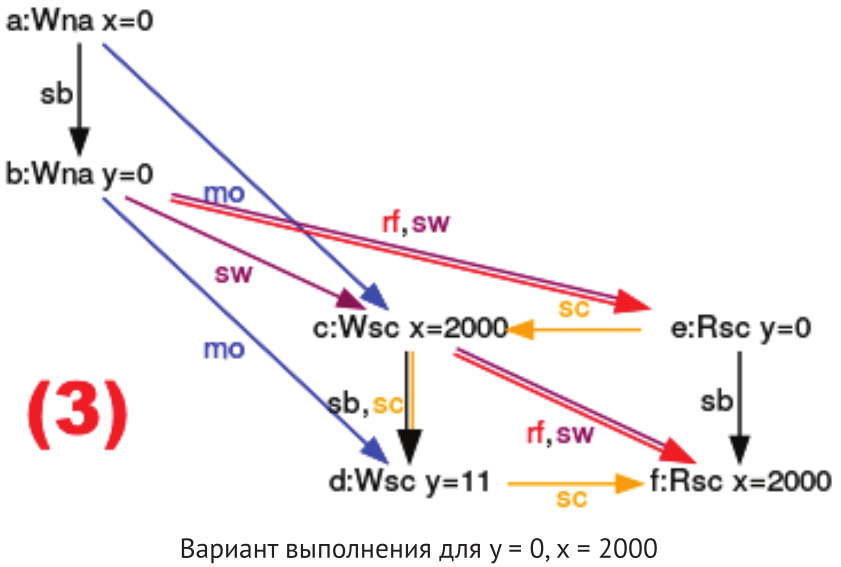 a:Wna x=0
sb
b:Wna y=0
mo
rf,sw
sw
sc
c:Wsc x=2000
e:Rsc y=0
mo
(3)
sb,sc
sb
rf,sw
d:Wsc y=11
sc
f:Rsc x=2000
Вариант выполнения для y = 0, x = 2000